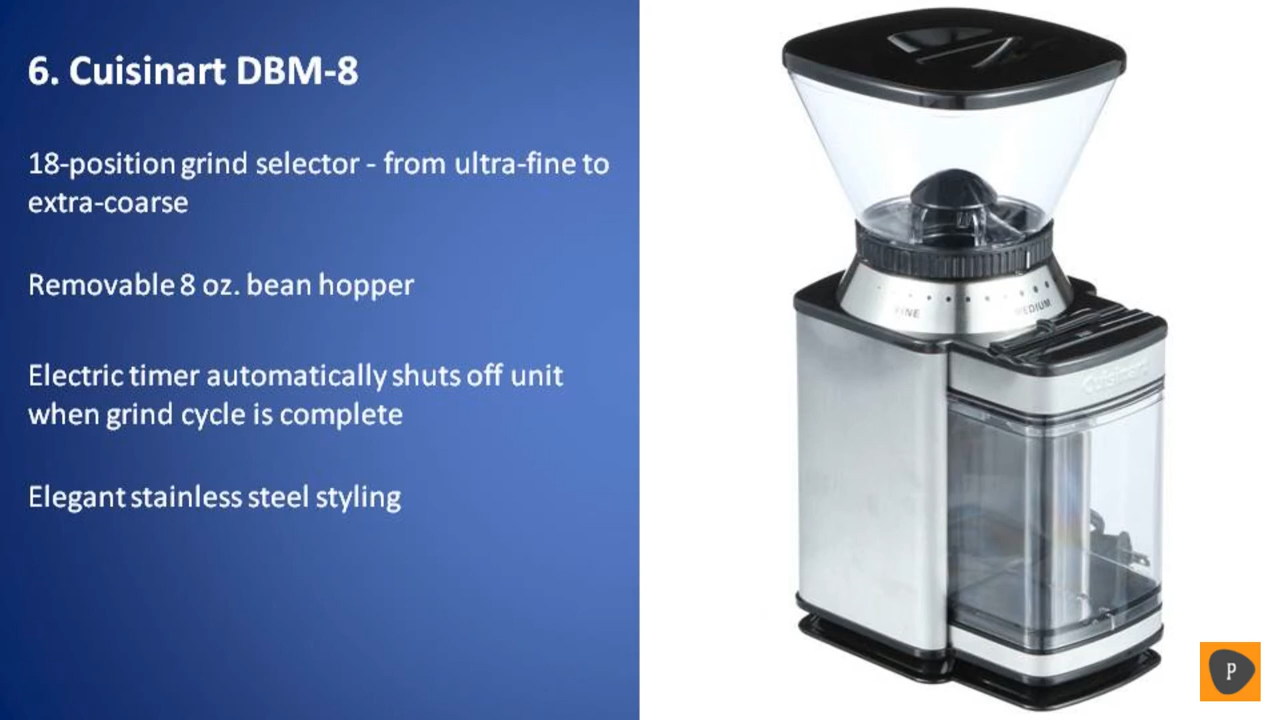 6. Cuisinart DBM-8
18-position grind selector - from ultra-fine to
extra-coarse
Removable 8 oz. bean hopper
Electric timer automatically shuts off unit
when grind cycle is complete
Elegant stainless steel styling
FINE
MEDIUM
Cuisinart
P